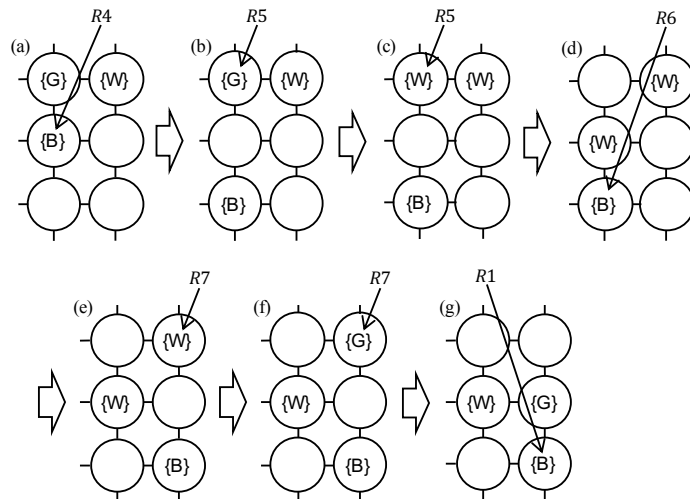 R4 R5 R5 R6
(a) (b) (c) (d)
{G} {W} {G} {W} {W} {W} {W}
{B} {W}
{B} {B} {B}
R7 R7 R1
(e) (f) (g)
{W} {G}
{W} {W} {W} {G}
{B} {B} {B}